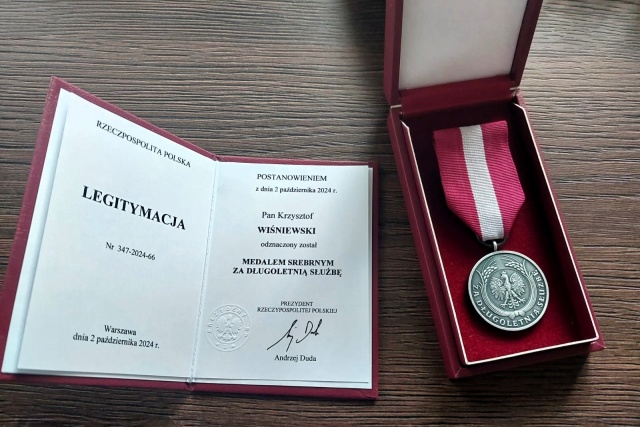 RZECZPOSPOLITA POLSKA
LEGITYMACJA
Nr 347-2024-66
Warszawa
dnia 2 października 2024 r.
POSTANOWIENIEM
z dnia 2 października 2024 r.
Pan Krzysztof
WIŚNIEWSKI
odznaczony został
MEDALEM SREBRNYM
ZA DŁUGOLETNIĄ SŁUŻBĘ
PREZYDENT
RZECZYPOSPOLITEJ POLSKIEJ
Andrzej Duda
ZA DŁUGOLETNIĄ SŁUŻBĘ